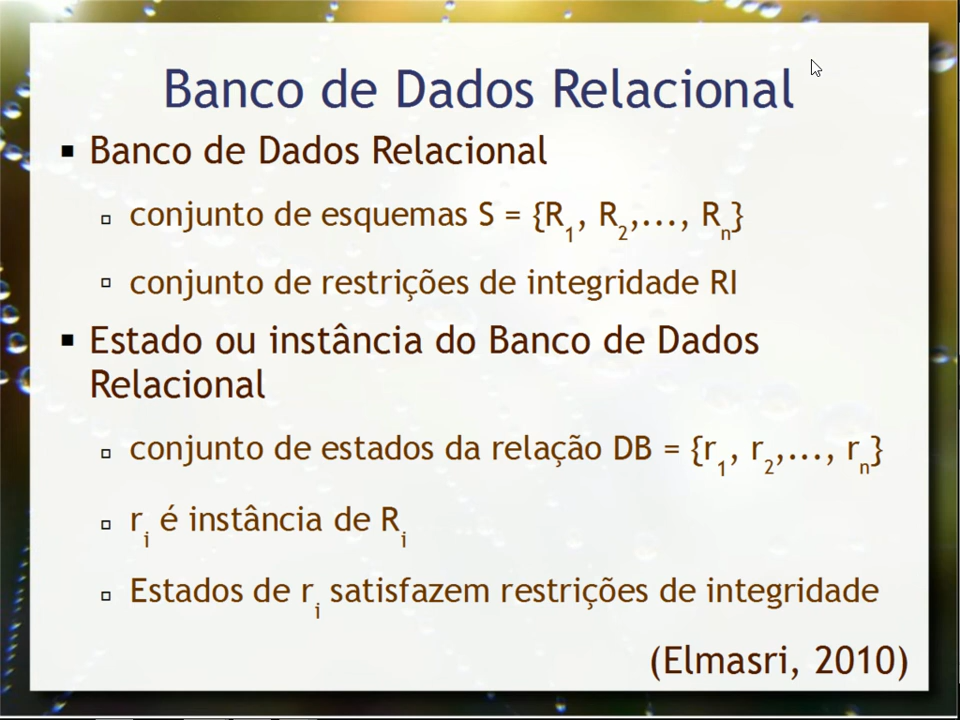 Banco de Dados Relacional
▪ Banco de Dados Relacional
▫ conjunto de esquemas S = {R₁, R₂,..., Rₙ}
▫ conjunto de restrições de integridade RI
▪ Estado ou instância do Banco de Dados
Relacional
▫ conjunto de estados da relação DB = {r₁, r₂,..., rₙ}
▫ rᵢ é instância de Rᵢ
▫ Estados de rᵢ satisfazem restrições de integridade
(Elmasri, 2010)